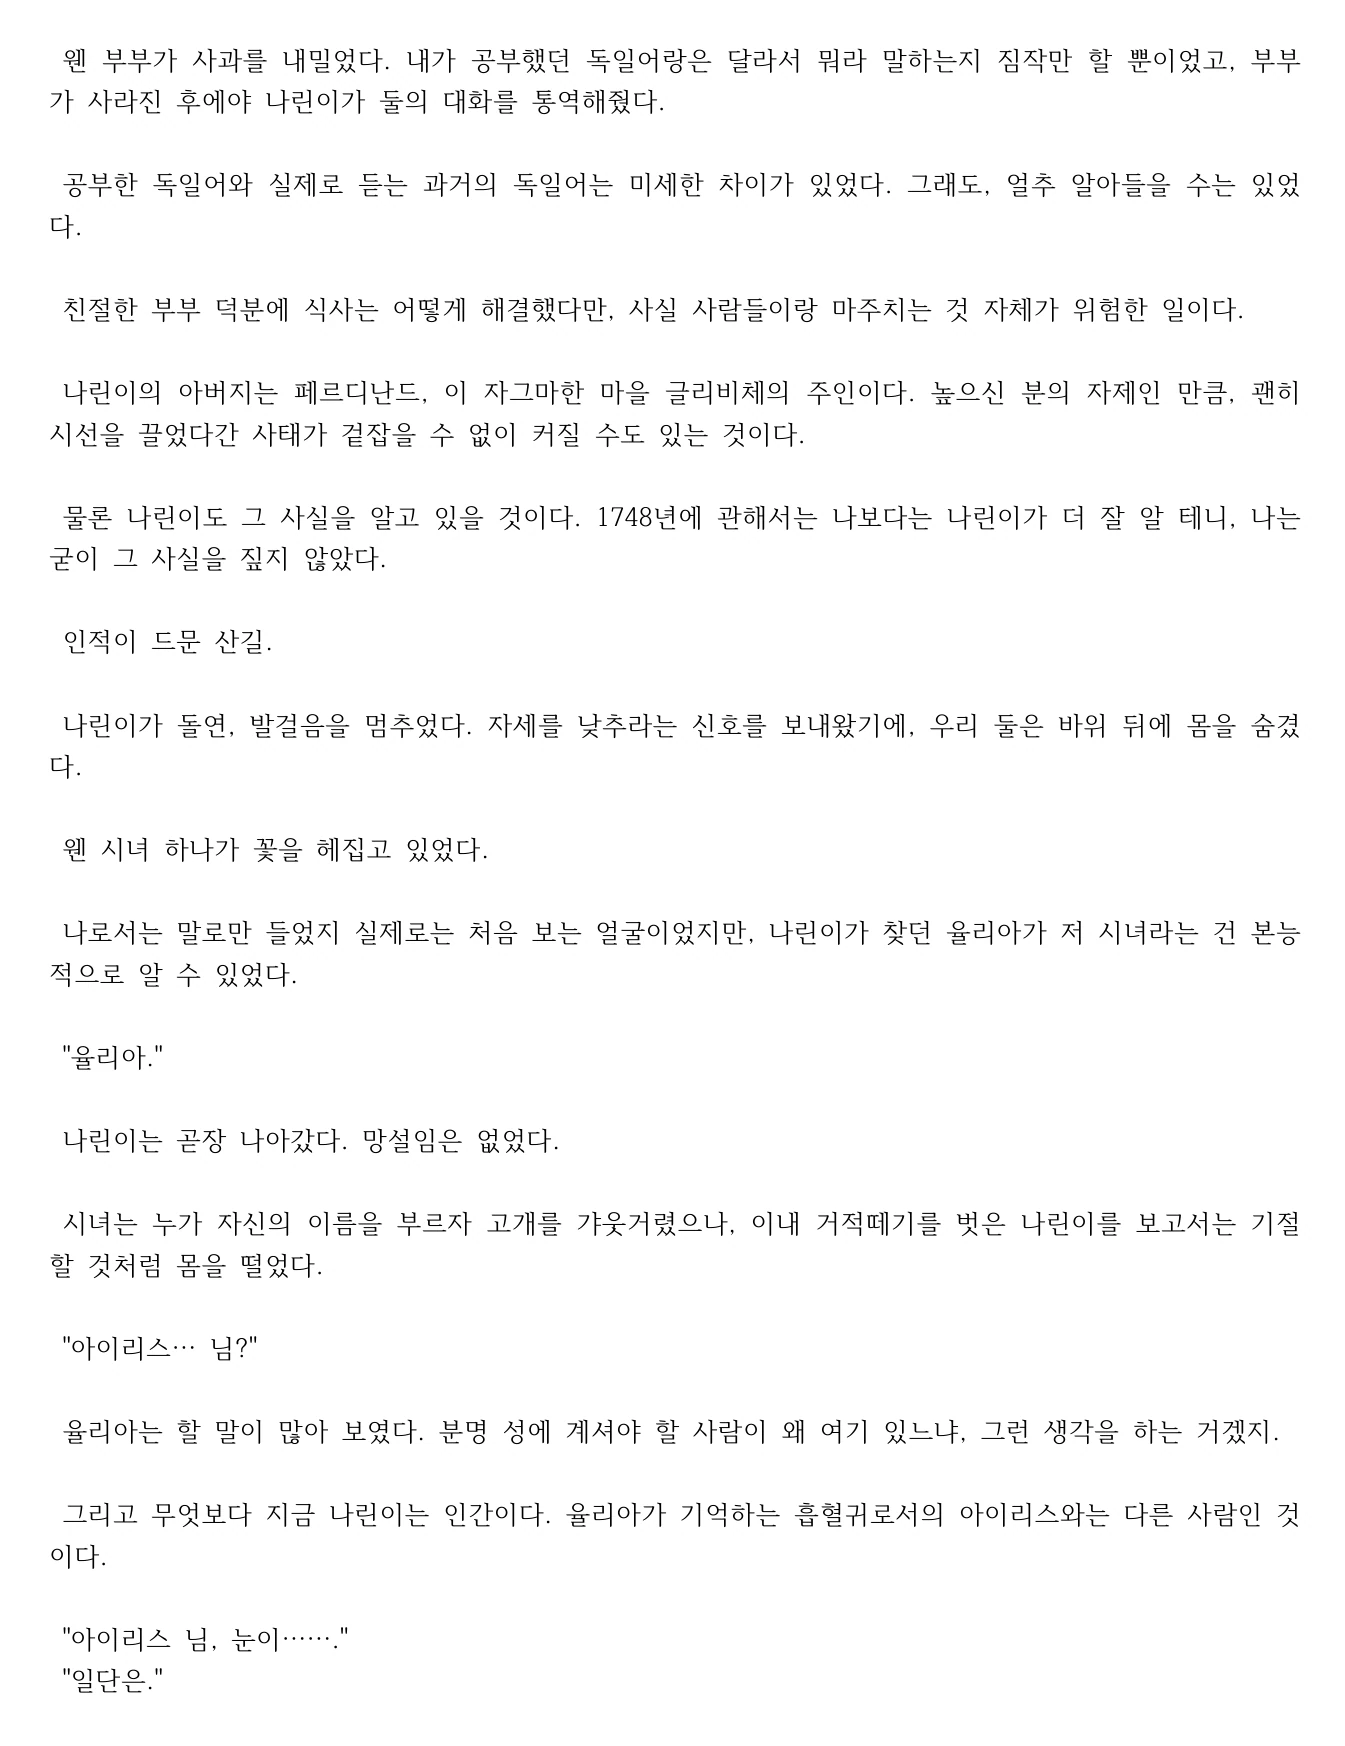 웬 부부가 사과를 내밀었다. 내가 공부했던 독일어랑은 달라서 뭐라 말하는지 짐작만 할 뿐이었고, 부부
가 사라진 후에야 나린이가 둘의 대화를 통역해줬다.
공부한 독일어와 실제로 듣는 과거의 독일어는 미세한 차이가 있었다. 그래도, 얼추 알아들을 수는 있었
다.
친절한 부부 덕분에 식사는 어떻게 해결했다만, 사실 사람들이랑 마주치는 것 자체가 위험한 일이다.
나린이의 아버지는 페르디난드, 이 자그마한 마을 글리비체의 주인이다. 높으신 분의 자제인 만큼, 괜히
시선을 끌었다간 사태가 겉잡을 수 없이 커질 수도 있는 것이다.
물론 나린이도 그 사실을 알고 있을 것이다. 1748년에 관해서는 나보다는 나린이가 더 잘 알 테니, 나는
굳이 그 사실을 짚지 않았다.
인적이 드문 산길.
나린이가 돌연, 발걸음을 멈추었다. 자세를 낮추라는 신호를 보내왔기에, 우리 둘은 바위 뒤에 몸을 숨겼
다.
웬 시녀 하나가 꽃을 헤집고 있었다.
나로서는 말로만 들었지 실제로는 처음 보는 얼굴이었지만, 나린이가 찾던 율리아가 저 시녀라는 건 본능
적으로 알 수 있었다.
"율리아."
나린이는 곧장 나아갔다. 망설임은 없었다.
시녀는 누가 자신의 이름을 부르자 고개를 갸웃거렸으나, 이내 거적떼기를 벗은 나린이를 보고서는 기절
할 것처럼 몸을 떨었다.
"아이리스… 님?"
율리아는 할 말이 많아 보였다. 분명 성에 계셔야 할 사람이 왜 여기 있느냐, 그런 생각을 하는 거겠지.
그리고 무엇보다 지금 나린이는 인간이다. 율리아가 기억하는 흡혈귀로서의 아이리스와는 다른 사람인 것
이다.
"아이리스 님, 눈이……."
"일단은."